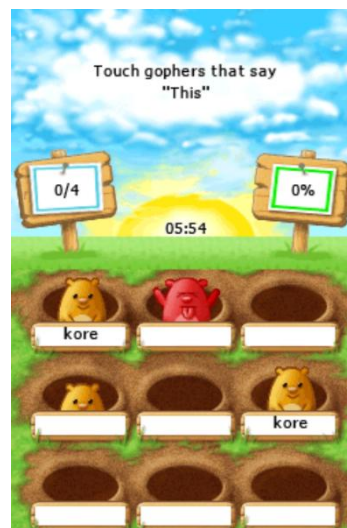 Touch gophers that say
"This"
0/4
0%
05:54
kore
kore